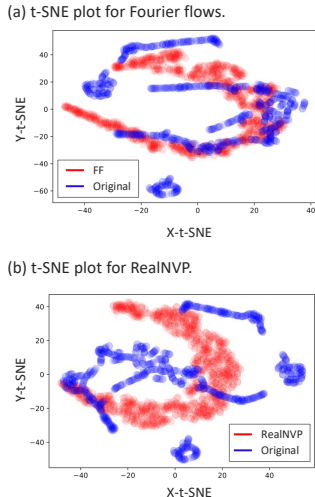 (a) t-SNE plot for Fourier flows.
40
20
0
−20
−40
−60
Y-t-SNE
FF
Original
−40 −20 0 20 40
X-t-SNE
(b) t-SNE plot for RealNVP.
40
20
0
−20
−40
Y-t-SNE
RealNVP
Original
−60 −40 −20 0 20 40 60
X-t-SNE